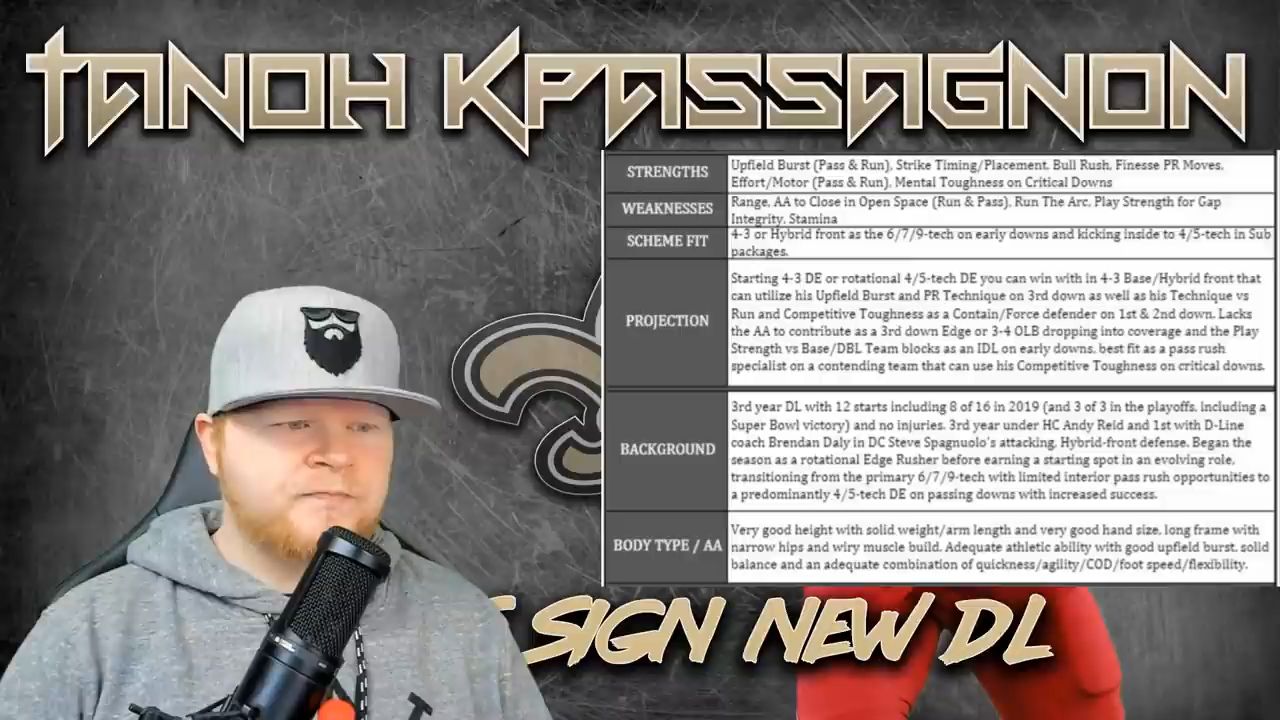 TANOH KPASSAGNON
STRENGTHS
Upfield Burst (Pass & Run), Strike Timing/Placement, Bull Rush, Finesse PR Moves,
Effort/Motor (Pass & Run), Mental Toughness on Critical Downs
WEAKNESSES
Range, AA to Close in Open Space (Run & Pass), Run The Arc, Play Strength for Gap
Integrity, Stamina
SCHEME FIT
4-3 or Hybrid front as the 6/7/9-tech on early downs and kicking inside to 4/5-tech in Sub
packages.
PROJECTION
Starting 4-3 DE or rotational 4/5-tech DE you can win with in 4-3 Base/Hybrid front that
can utilize his Upfield Burst and PR Technique on 3rd down as well as his Technique vs
Run and Competitive Toughness as a Contain/Force defender on 1st & 2nd down. Lacks
the AA to contribute as a 3rd down Edge or 3-4 OLB dropping into coverage and the Play
Strength vs Base/DBL Team blocks as an IDL on early downs, best fit as a pass rush
specialist on a contending team that can use his Competitive Toughness on critical downs.
BACKGROUND
3rd year DL with 12 starts including 8 of 16 in 2019 (and 3 of 3 in the playoffs, including a
Super Bowl victory) and no injuries. 3rd year under HC Andy Reid and 1st with D-Line
coach Brendan Daly in DC Steve Spagnuolo's attacking, Hybrid-front defense. Began the
season as a rotational Edge Rusher before earning a starting spot in an evolving role,
transitioning from the primary 6/7/9-tech with limited interior pass rush opportunities to
a predominantly 4/5-tech DE on passing downs with increased success.
BODY TYPE / AA
Very good height with solid weight/arm length and very good hand size, long frame with
narrow hips and wiry muscle build. Adequate athletic ability with good upfield burst, solid
balance and an adequate combination of quickness/agility/COD/foot speed/flexibility.
SIGN NEW DL